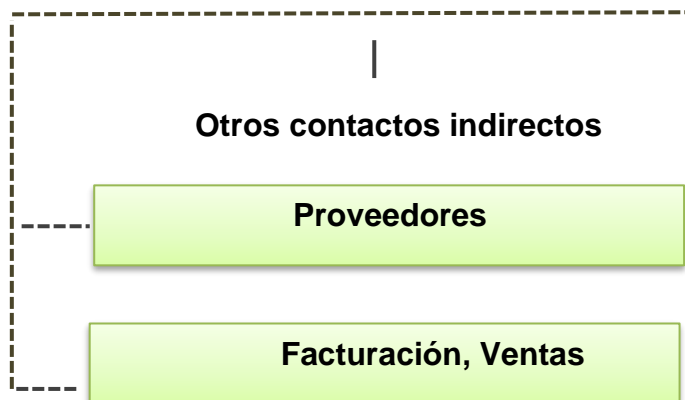 Otros contactos indirectos
Proveedores
Facturación, Ventas